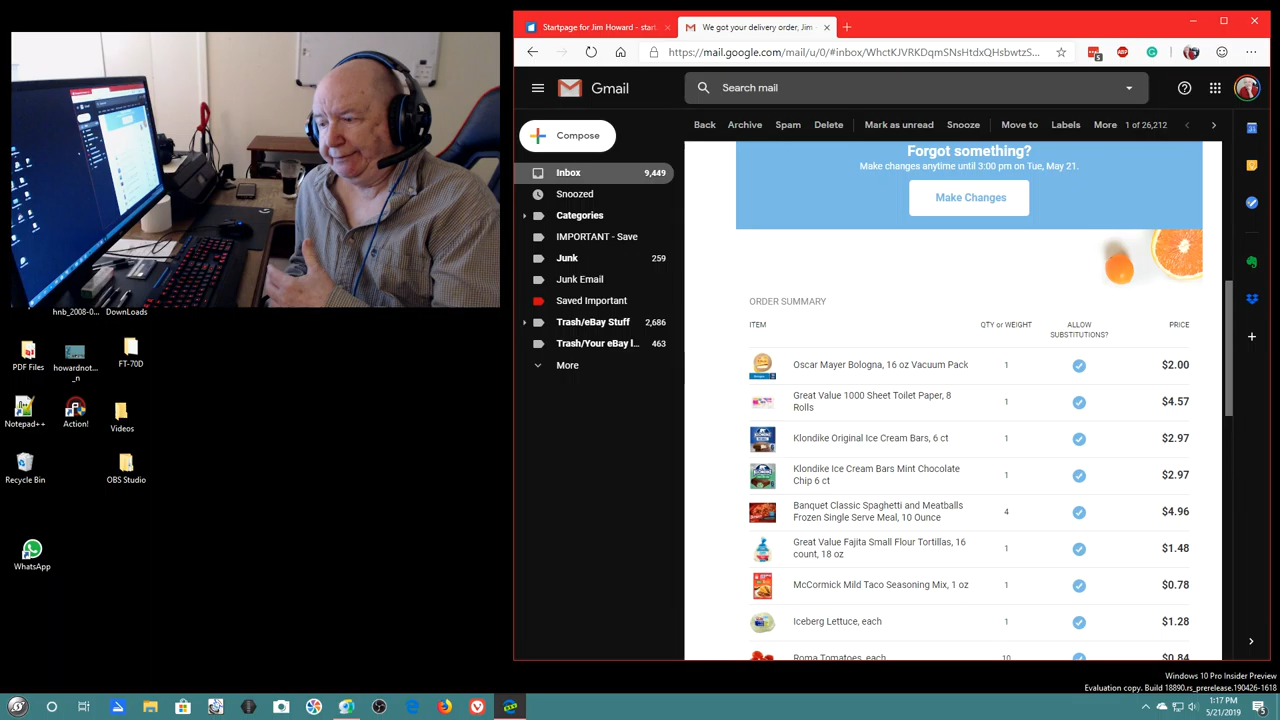 Startpage for Jim Howard - start
We got your delivery order, Jim
https://mail.google.com/mail/u/0/#inbox/WhctKJVRKDqmSNsHtdxQHsbwtzS...
5
Gmail
Search mail
Compose
Back Archive Spam Delete Mark as unread Snooze Move to Labels More 1 of 26,212
Inbox 9,449
Snoozed
Categories
IMPORTANT - Save
Junk 259
Junk Email
Saved Important
Trash/eBay Stuff 2,686
Trash/Your eBay l... 463
More
Forgot something?
Make changes anytime until 3:00 pm on Tue, May 21.
Make Changes
ORDER SUMMARY
ITEM QTY or WEIGHT ALLOW SUBSTITUTIONS? PRICE
Oscar Mayer Bologna, 16 oz Vacuum Pack 1 $2.00
Great Value 1000 Sheet Toilet Paper, 8
Rolls 1 $4.57
Klondike Original Ice Cream Bars, 6 ct 1 $2.97
Klondike Ice Cream Bars Mint Chocolate
Chip 6 ct 1 $2.97
Banquet Classic Spaghetti and Meatballs
Frozen Single Serve Meal, 10 Ounce 4 $4.96
Great Value Fajita Small Flour Tortillas, 16
count, 18 oz 1 $1.48
McCormick Mild Taco Seasoning Mix, 1 oz 1 $0.78
Iceberg Lettuce, each 1 $1.28
Roma Tomatoes, each 10 $0.84
hnb_2008-0... DownLoads
PDF Files
howardnot...
_n
FT-70D
Notepad++
Action!
Videos
Recycle Bin
OBS Studio
WhatsApp
Windows 10 Pro Insider Preview
Evaluation copy. Build 18890.rs_prerelease.190426-1618
1:17 PM
5/21/2019
5